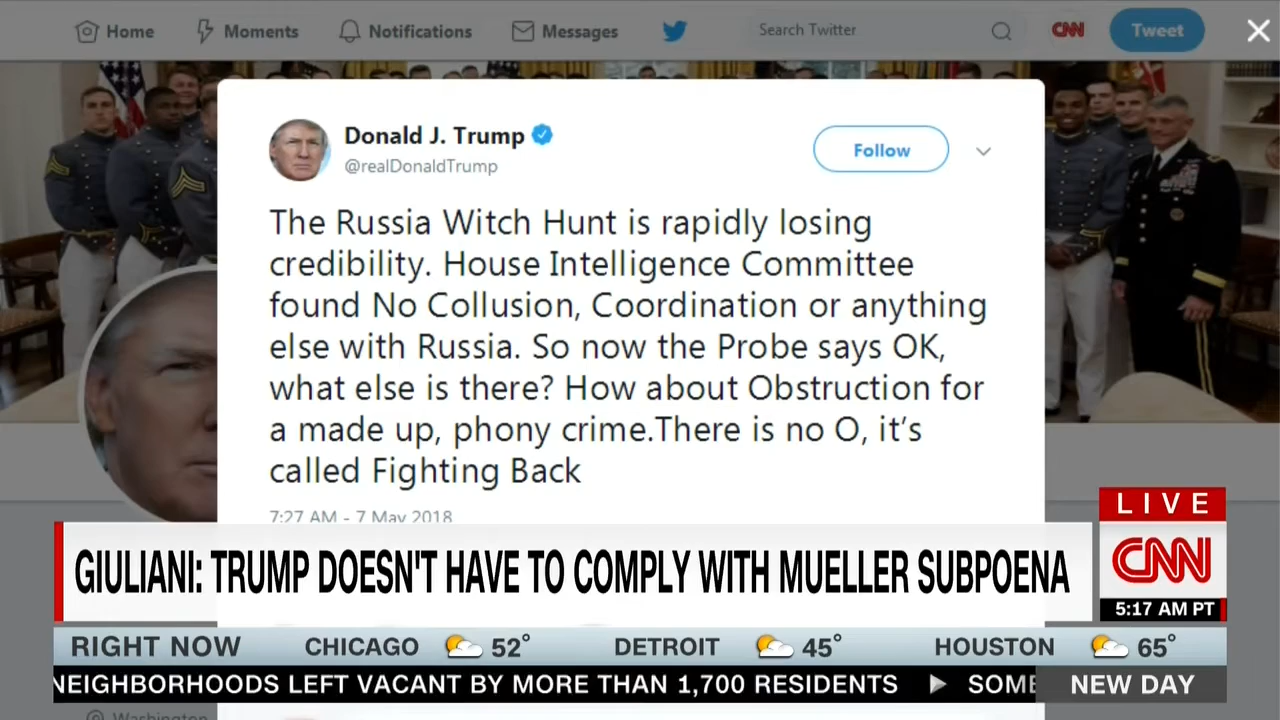 Home Moments Notifications Messages Search Twitter CNN Tweet
Donald J. Trump
@realDonaldTrump
Follow
The Russia Witch Hunt is rapidly losing
credibility. House Intelligence Committee
found No Collusion, Coordination or anything
else with Russia. So now the Probe says OK,
what else is there? How about Obstruction for
a made up, phony crime.There is no O, it's
called Fighting Back
7:27 AM - 7 May 2018
LIVE
GIULIANI: TRUMP DOESN'T HAVE TO COMPLY WITH MUELLER SUBPOENA
CNN
5:17 AM PT
RIGHT NOW CHICAGO 52° DETROIT 45° HOUSTON 65°
NEIGHBORHOODS LEFT VACANT BY MORE THAN 1,700 RESIDENTS SOME
NEW DAY
Washington